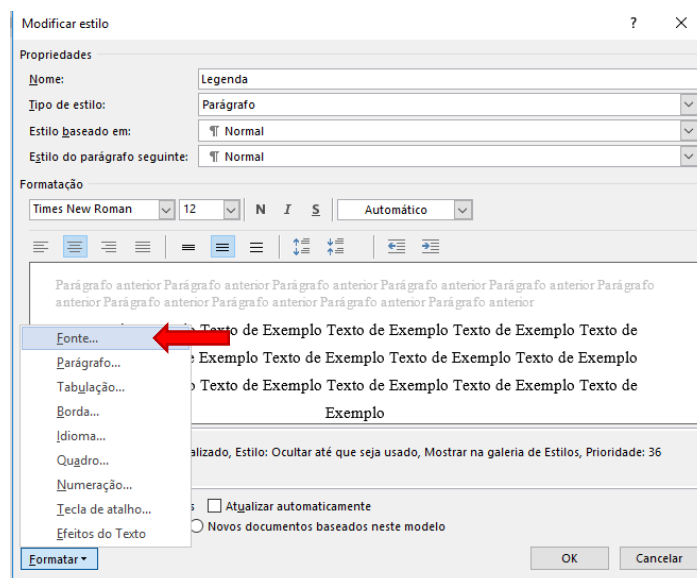 Modificar estilo ? ×
Propriedades
Nome: Legenda
Tipo de estilo: Parágrafo
Estilo baseado em: ¶ Normal
Estilo do parágrafo seguinte: ¶ Normal
Formatação
Times New Roman 12 N I S Automático
Parágrafo anterior Parágrafo anterior Parágrafo anterior Parágrafo anterior Parágrafo anterior Parágrafo
anterior Parágrafo anterior Parágrafo anterior Parágrafo anterior Parágrafo anterior
Texto de Exemplo Texto de Exemplo Texto de Exemplo Texto de
Exemplo Texto de Exemplo Texto de Exemplo Texto de Exemplo
Texto de Exemplo Texto de Exemplo Texto de Exemplo Texto de
Exemplo
alizado, Estilo: Ocultar até que seja usado, Mostrar na galeria de Estilos, Prioridade: 36
s Atualizar automaticamente
Novos documentos baseados neste modelo
Fonte...
Parágrafo...
Tabulação...
Borda...
Idioma...
Quadro...
Numeração...
Tecla de atalho...
Efeitos do Texto
Formatar OK Cancelar